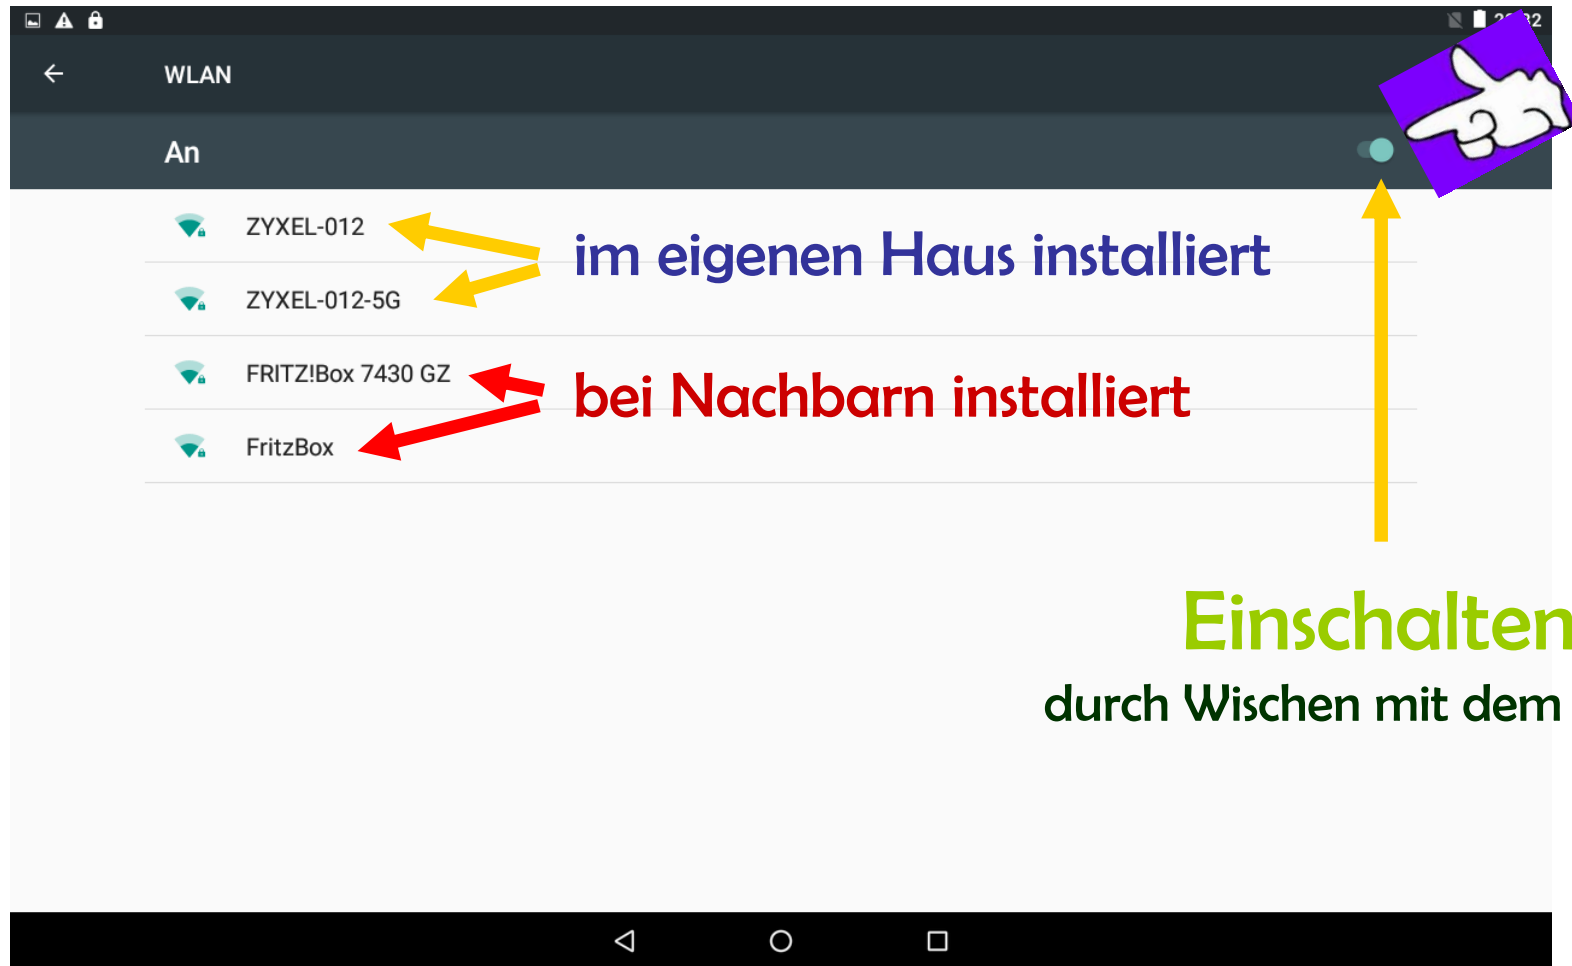 WLAN
An
ZYXEL-012
im eigenen Haus installiert
ZYXEL-012-5G
FRITZ!Box 7430 GZ
bei Nachbarn installiert
FritzBox
Einschalten
durch Wischen mit dem